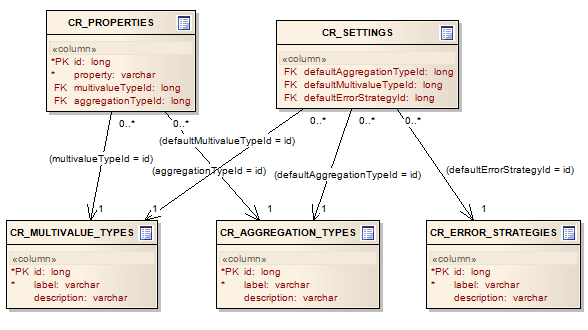 CR_PROPERTIES
«column»
*PK id: long
* property: varchar
FK multivalueTypeId: long
FK aggregationTypeId: long
CR_SETTINGS
«column»
FK defaultAggregationTypeId: long
FK defaultMultivalueTypeId: long
FK defaultErrorStrategyId: long
0..* 0..* 0..* 0..* 0..*
(defaultMultivalueTypeId = id)
(multivalueTypeId = id)
(aggregationTypeId = id)
(defaultAggregationTypeId = id)
(defaultErrorStrategyId = id)
1 1 1 1 1
CR_MULTIVALUE_TYPES
«column»
*PK id: long
* label: varchar
description: varchar
CR_AGGREGATION_TYPES
«column»
*PK id: long
* label: varchar
description: varchar
CR_ERROR_STRATEGIES
«column»
*PK id: long
* label: varchar
description: varchar